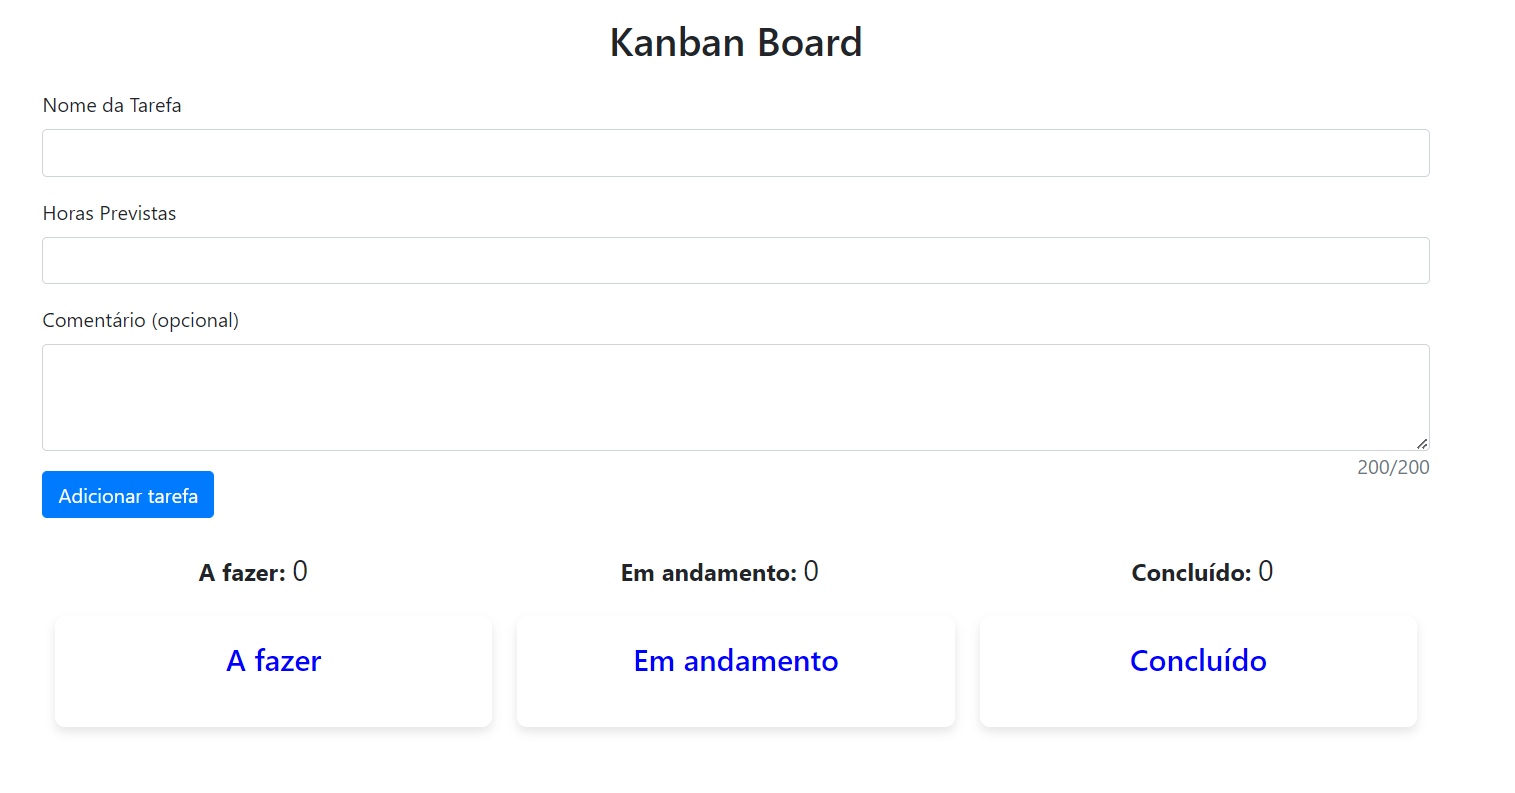 Kanban Board
Nome da Tarefa
Horas Previstas
Comentário (opcional)
200/200
Adicionar tarefa
A fazer: 0
Em andamento: 0
Concluído: 0
A fazer
Em andamento
Concluído